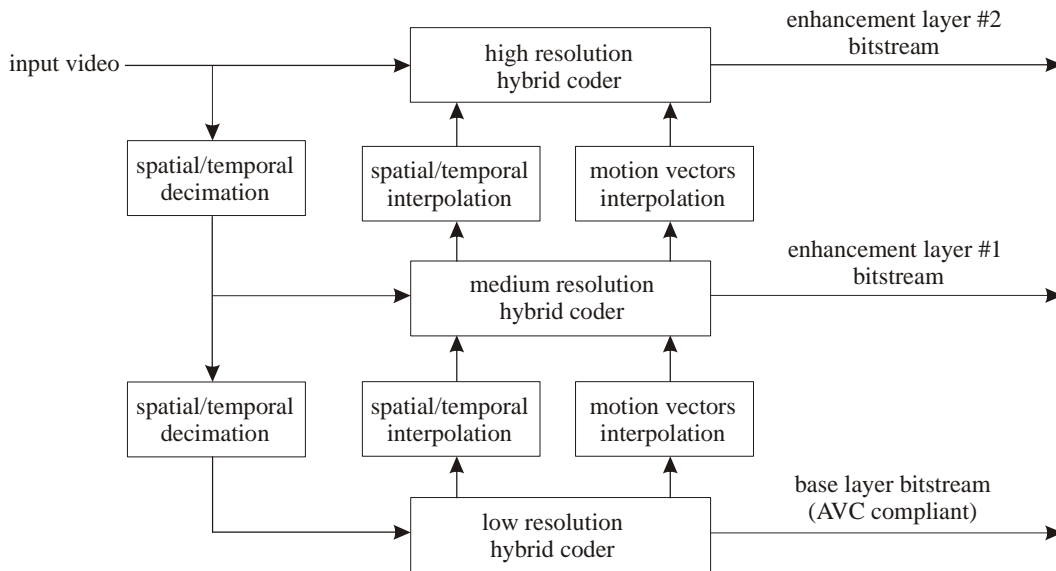 input video
high resolution
hybrid coder
enhancement layer #2
bitstream
spatial/temporal
decimation
spatial/temporal
interpolation
motion vectors
interpolation
medium resolution
hybrid coder
enhancement layer #1
bitstream
spatial/temporal
decimation
spatial/temporal
interpolation
motion vectors
interpolation
low resolution
hybrid coder
base layer bitstream
(AVC compliant)